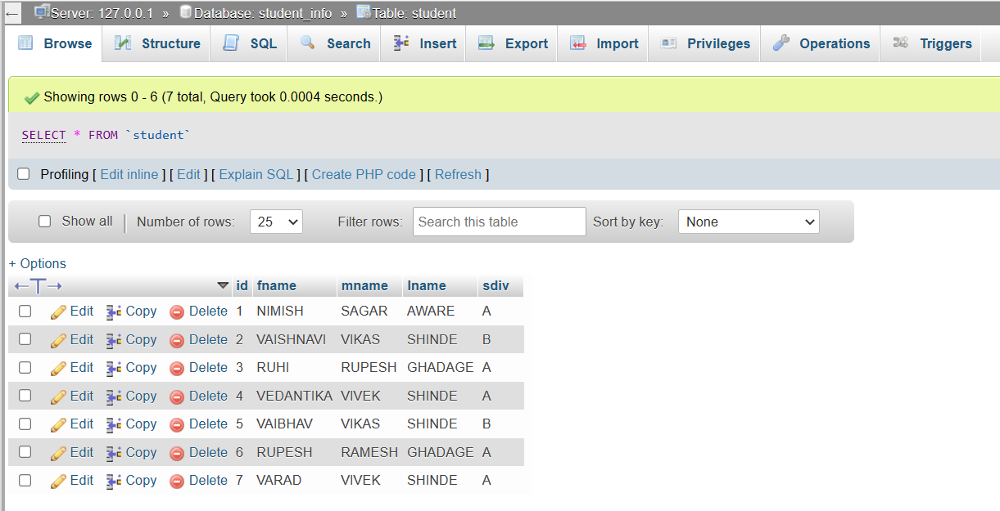 ← Server: 127.0.0.1 » Database: student_info » Table: student
Browse Structure SQL Search Insert Export Import Privileges Operations Triggers
Showing rows 0 - 6 (7 total, Query took 0.0004 seconds.)
SELECT * FROM `student`
Profiling [ Edit inline ] [ Edit ] [ Explain SQL ] [ Create PHP code ] [ Refresh ]
Show all | Number of rows: 25 Filter rows: Search this table Sort by key: None
+ Options
←T→ id fname mname lname sdiv
Edit Copy Delete 1 NIMISH SAGAR AWARE A
Edit Copy Delete 2 VAISHNAVI VIKAS SHINDE B
Edit Copy Delete 3 RUHI RUPESH GHADAGE A
Edit Copy Delete 4 VEDANTIKA VIVEK SHINDE A
Edit Copy Delete 5 VAIBHAV VIKAS SHINDE B
Edit Copy Delete 6 RUPESH RAMESH GHADAGE A
Edit Copy Delete 7 VARAD VIVEK SHINDE A